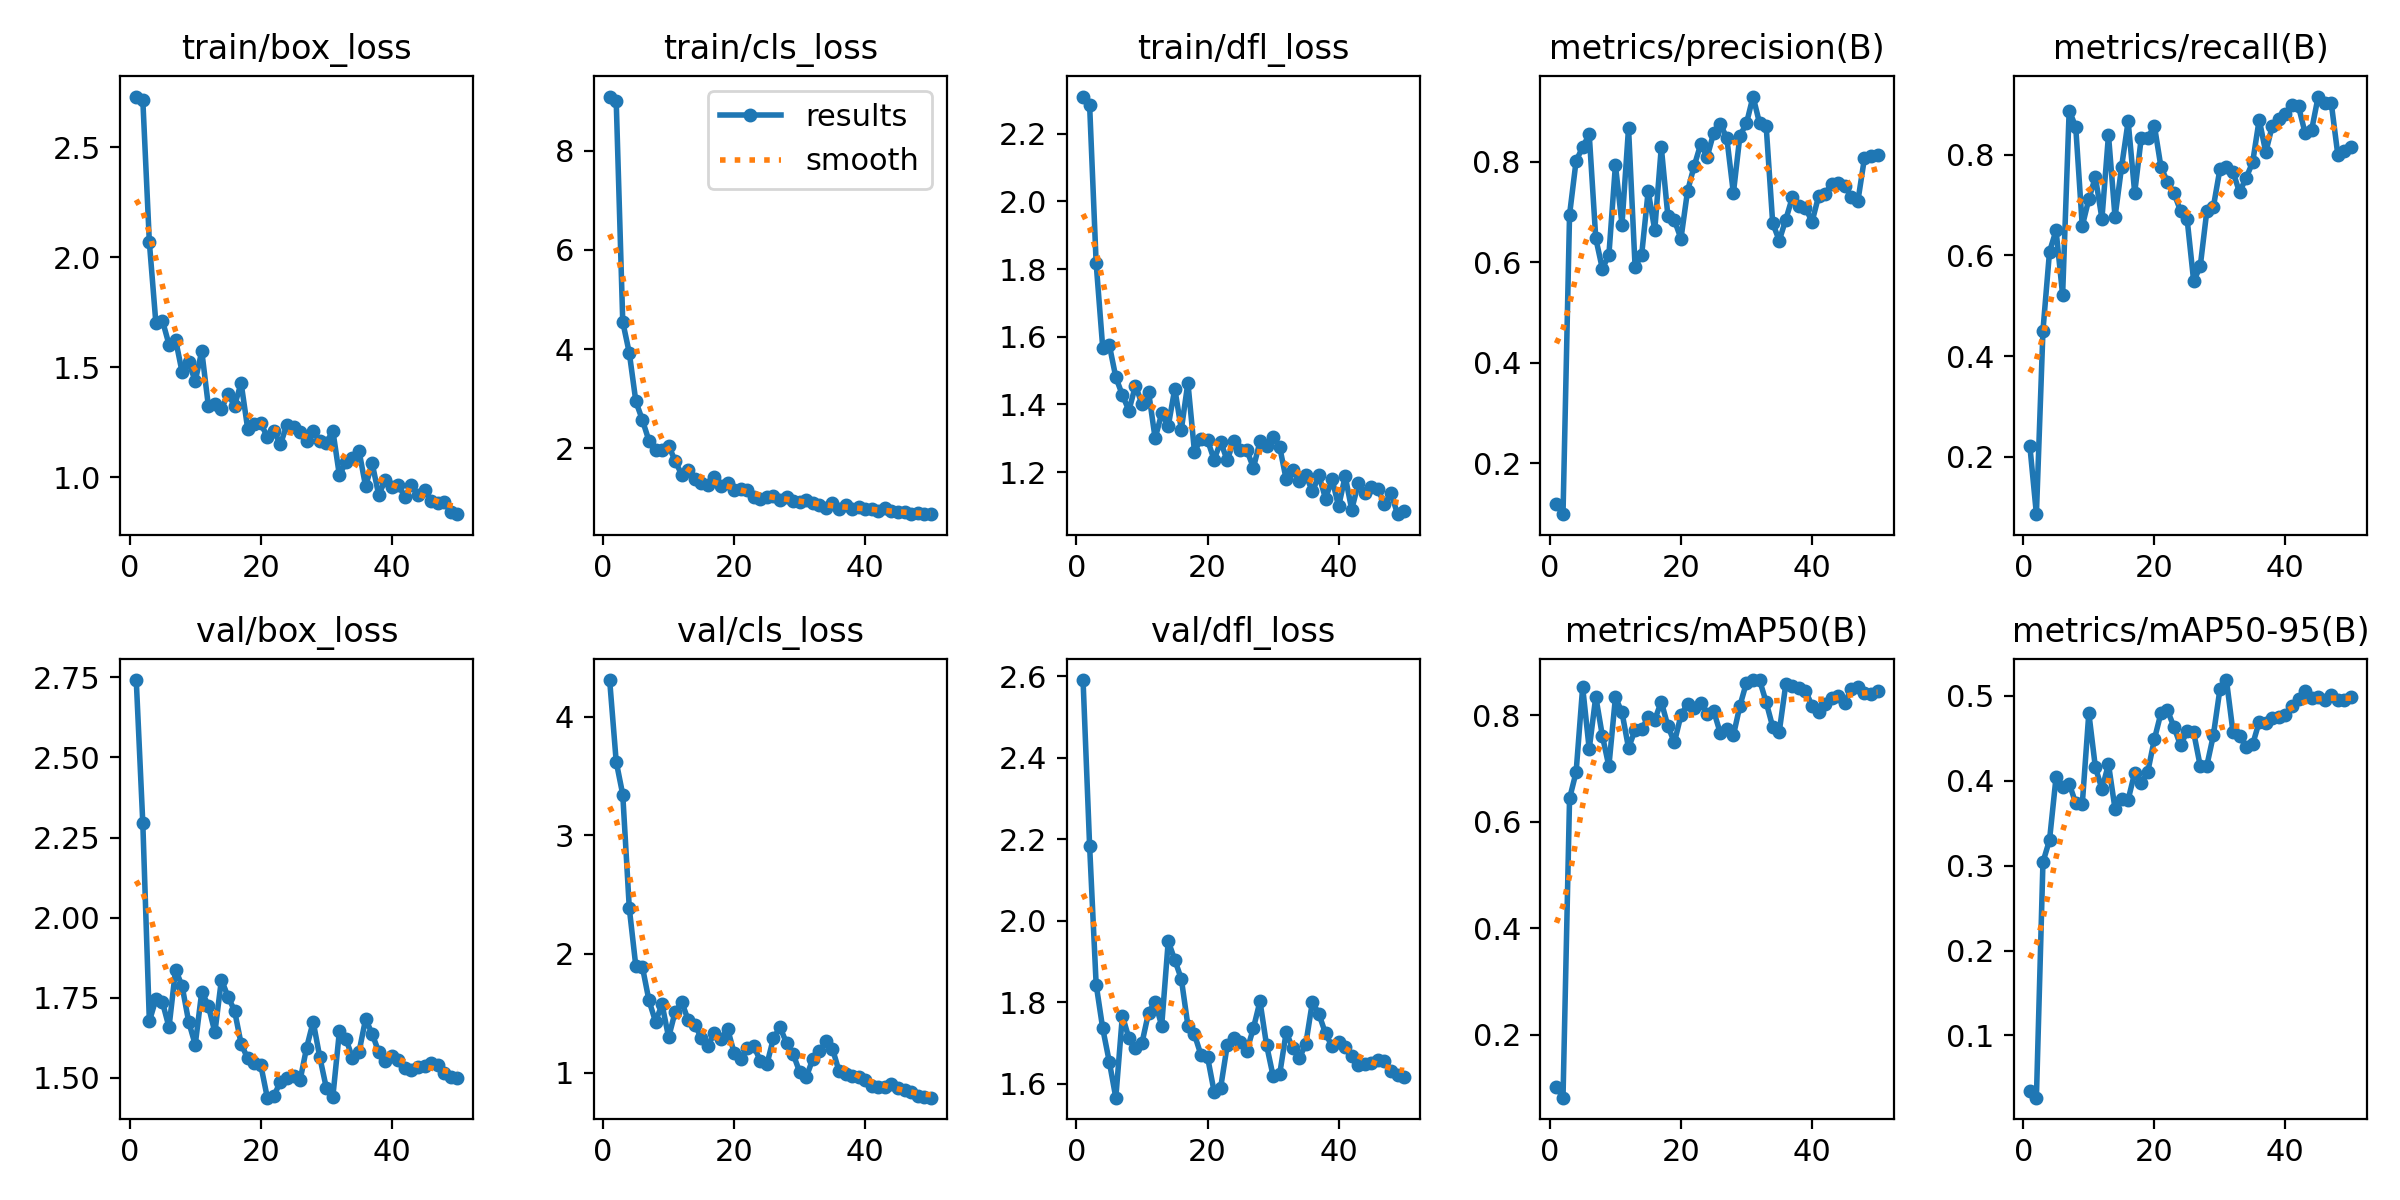 train/box_loss
train/cls_loss
train/dfl_loss
metrics/precision(B)
metrics/recall(B)
2.5
2.0
1.5
1.0
0 20 40
results
smooth
8
6
4
2
0 20 40
2.2
2.0
1.8
1.6
1.4
1.2
0 20 40
0.8
0.6
0.4
0.2
0 20 40
0.8
0.6
0.4
0.2
0 20 40
val/box_loss
val/cls_loss
val/dfl_loss
metrics/mAP50(B)
metrics/mAP50-95(B)
2.75
2.50
2.25
2.00
1.75
1.50
0 20 40
4
3
2
1
0 20 40
2.6
2.4
2.2
2.0
1.8
1.6
0 20 40
0.8
0.6
0.4
0.2
0 20 40
0.5
0.4
0.3
0.2
0.1
0 20 40